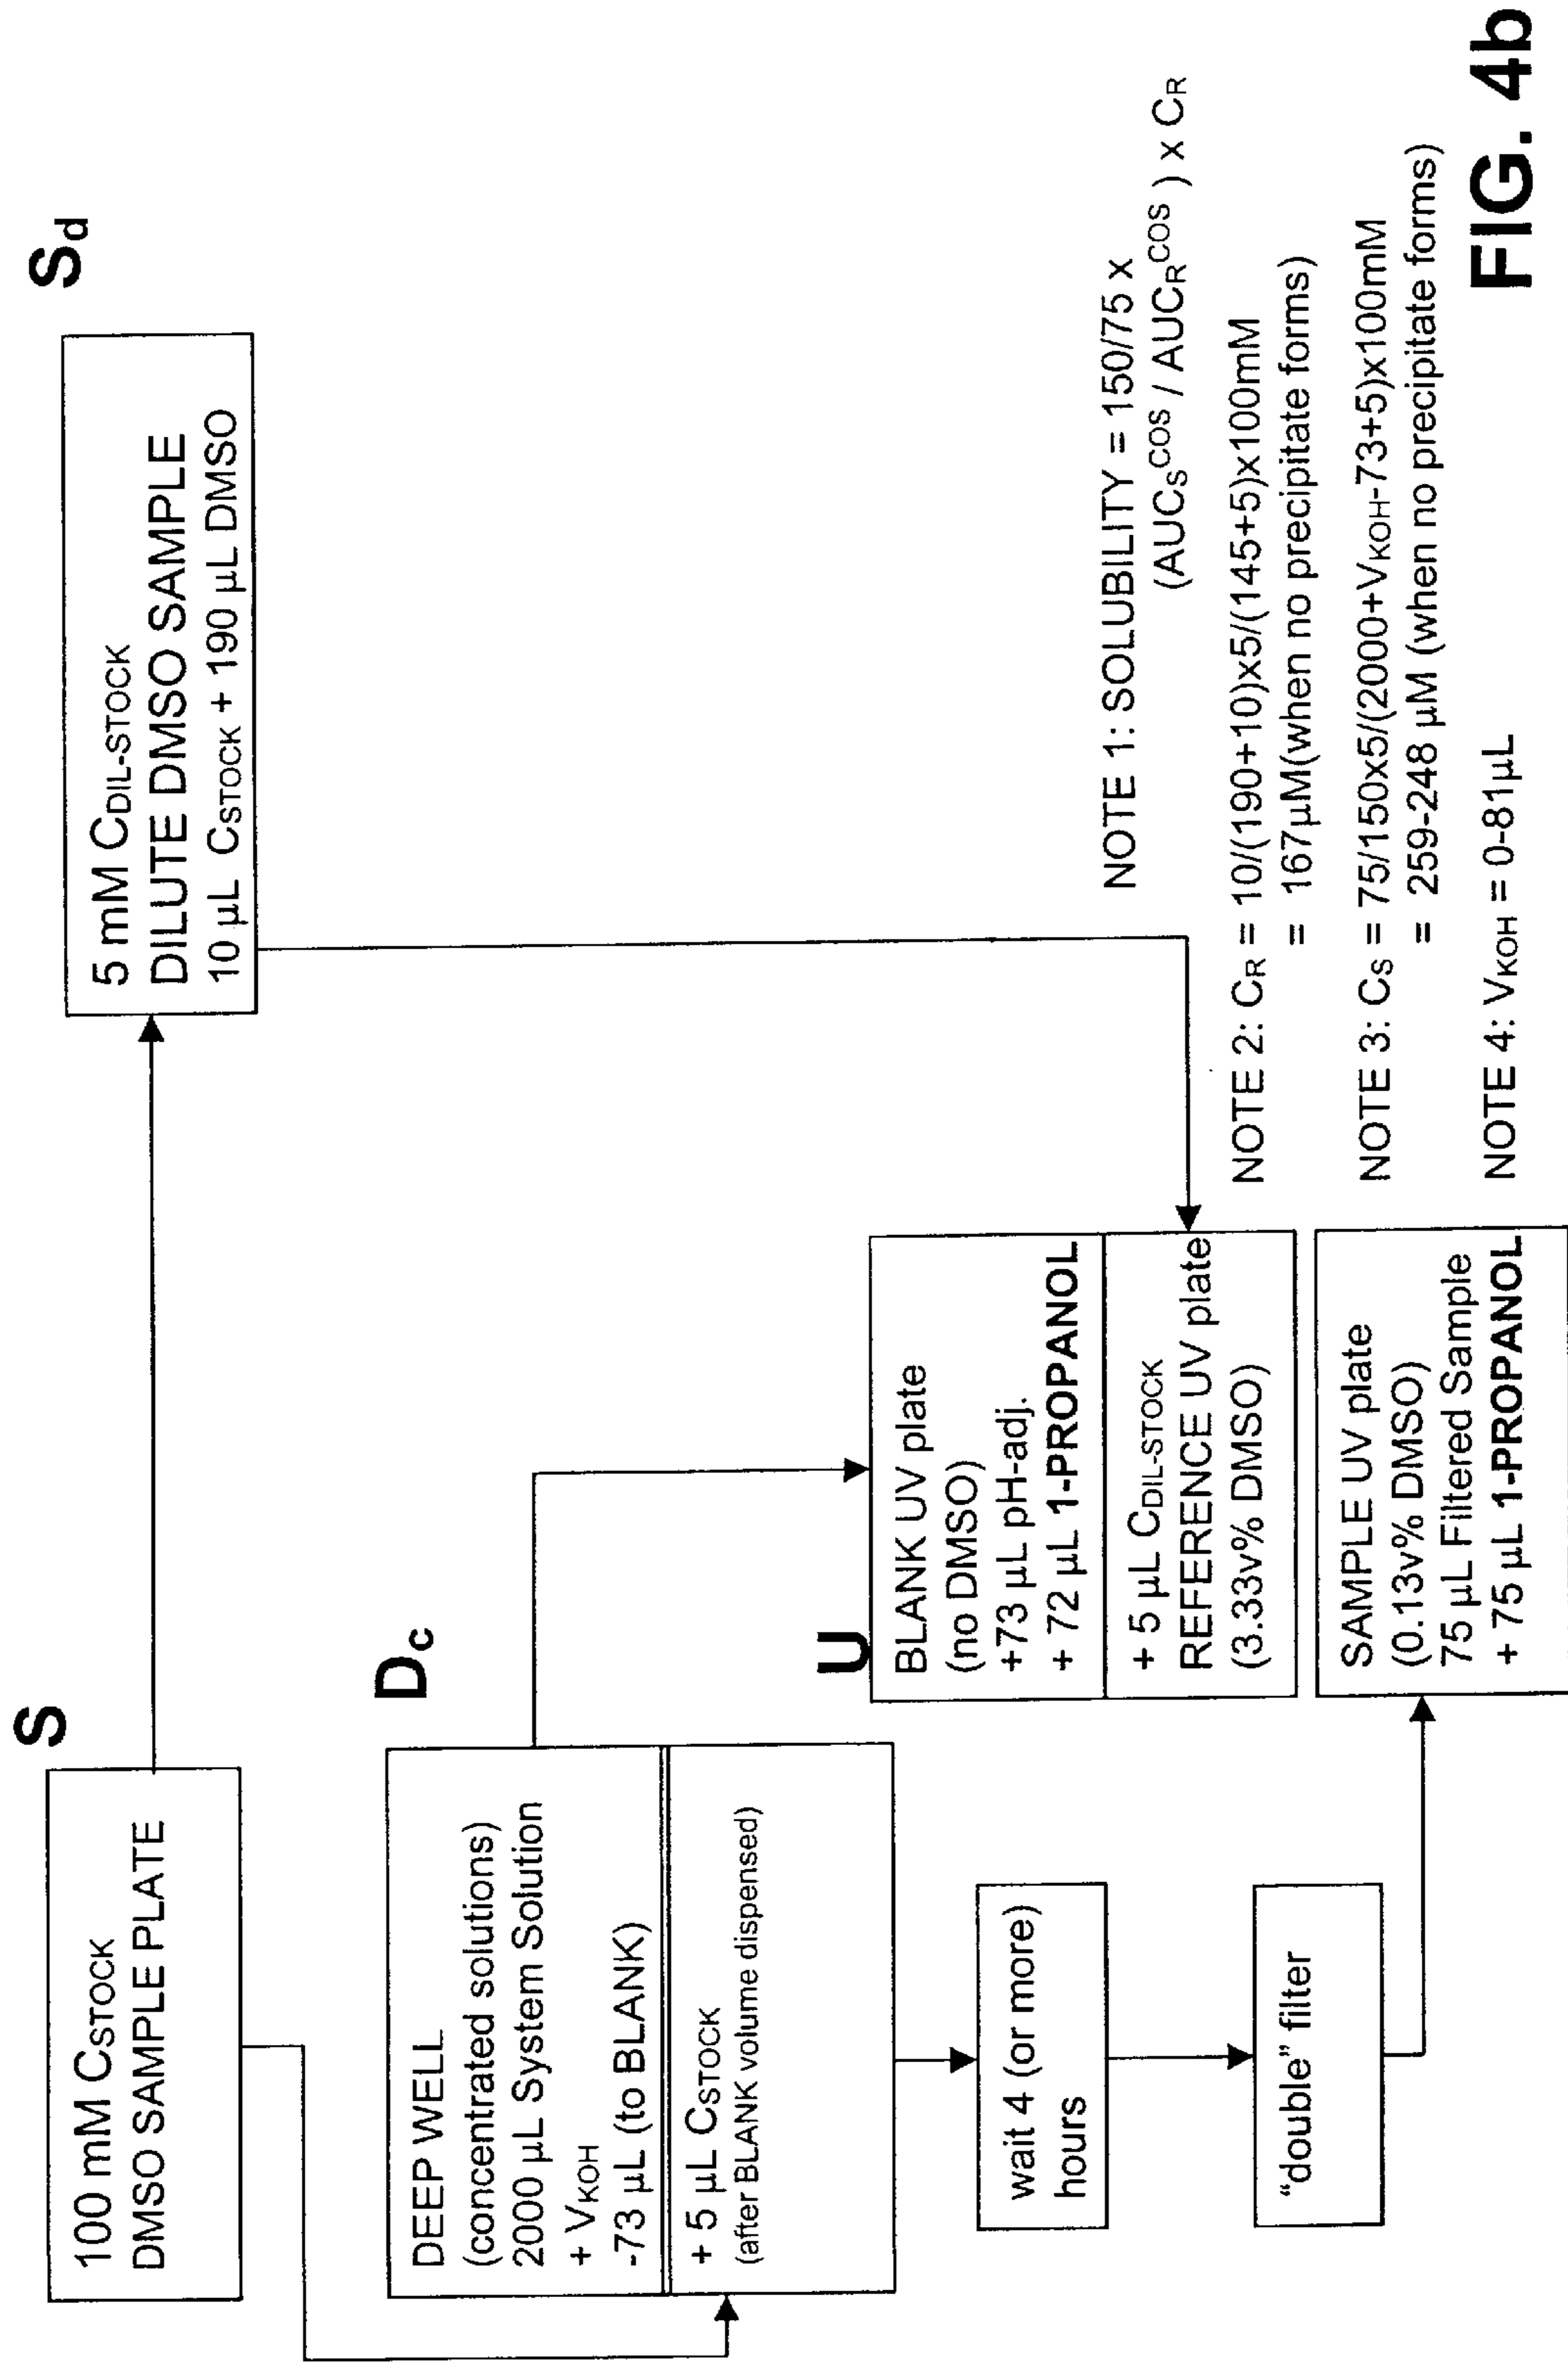 S
100 mM CSTOCK
DMSO SAMPLE PLATE
Sd
5 mM CDIL-STOCK
DILUTE DMSO SAMPLE
10 µL CSTOCK + 190 µL DMSO
Dc
DEEP WELL
(concentrated solutions)
2000 µL System Solution
+ VKOH
-73 µL (to BLANK)
+ 5 µL CSTOCK
(after BLANK volume dispensed)
wait 4 (or more)
hours
"double" filter
U
BLANK UV plate
(no DMSO)
+73 µL pH-adj.
+ 72 µL 1-PROPANOL
+ 5 µL CDIL-STOCK
REFERENCE UV plate
(3.33v% DMSO)
SAMPLE UV plate
(0.13v% DMSO)
75 µL Filtered Sample
+ 75 µL 1-PROPANOL
NOTE 1: SOLUBILITY = 150/75 x
(AUCS^COS / AUCR^COS ) x CR
NOTE 2: CR = 10/(190+10)x5/(145+5)x100mM
= 167µM(when no precipitate forms)
NOTE 3: CS = 75/150x5/(2000+VKOH-73+5)x100mM
= 259-248 µM (when no precipitate forms)
NOTE 4: VKOH = 0-81µL
FIG. 4b